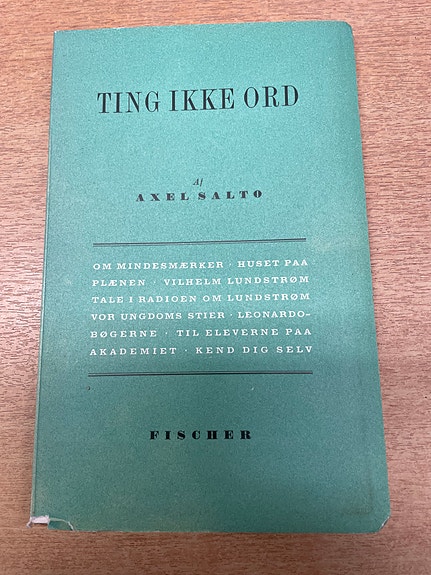 TING IKKE ORD
Af
AXEL SALTO
OM MINDESMÆRKER · HUSET PAA
PLÆNEN · VILHELM LUNDSTRØM
TALE I RADIOEN OM LUNDSTRØM
VOR UNGDOMS STIER · LEONARDO-
BØGERNE · TIL ELEVERNE PAA
AKADEMIET · KEND DIG SELV
FISCHER